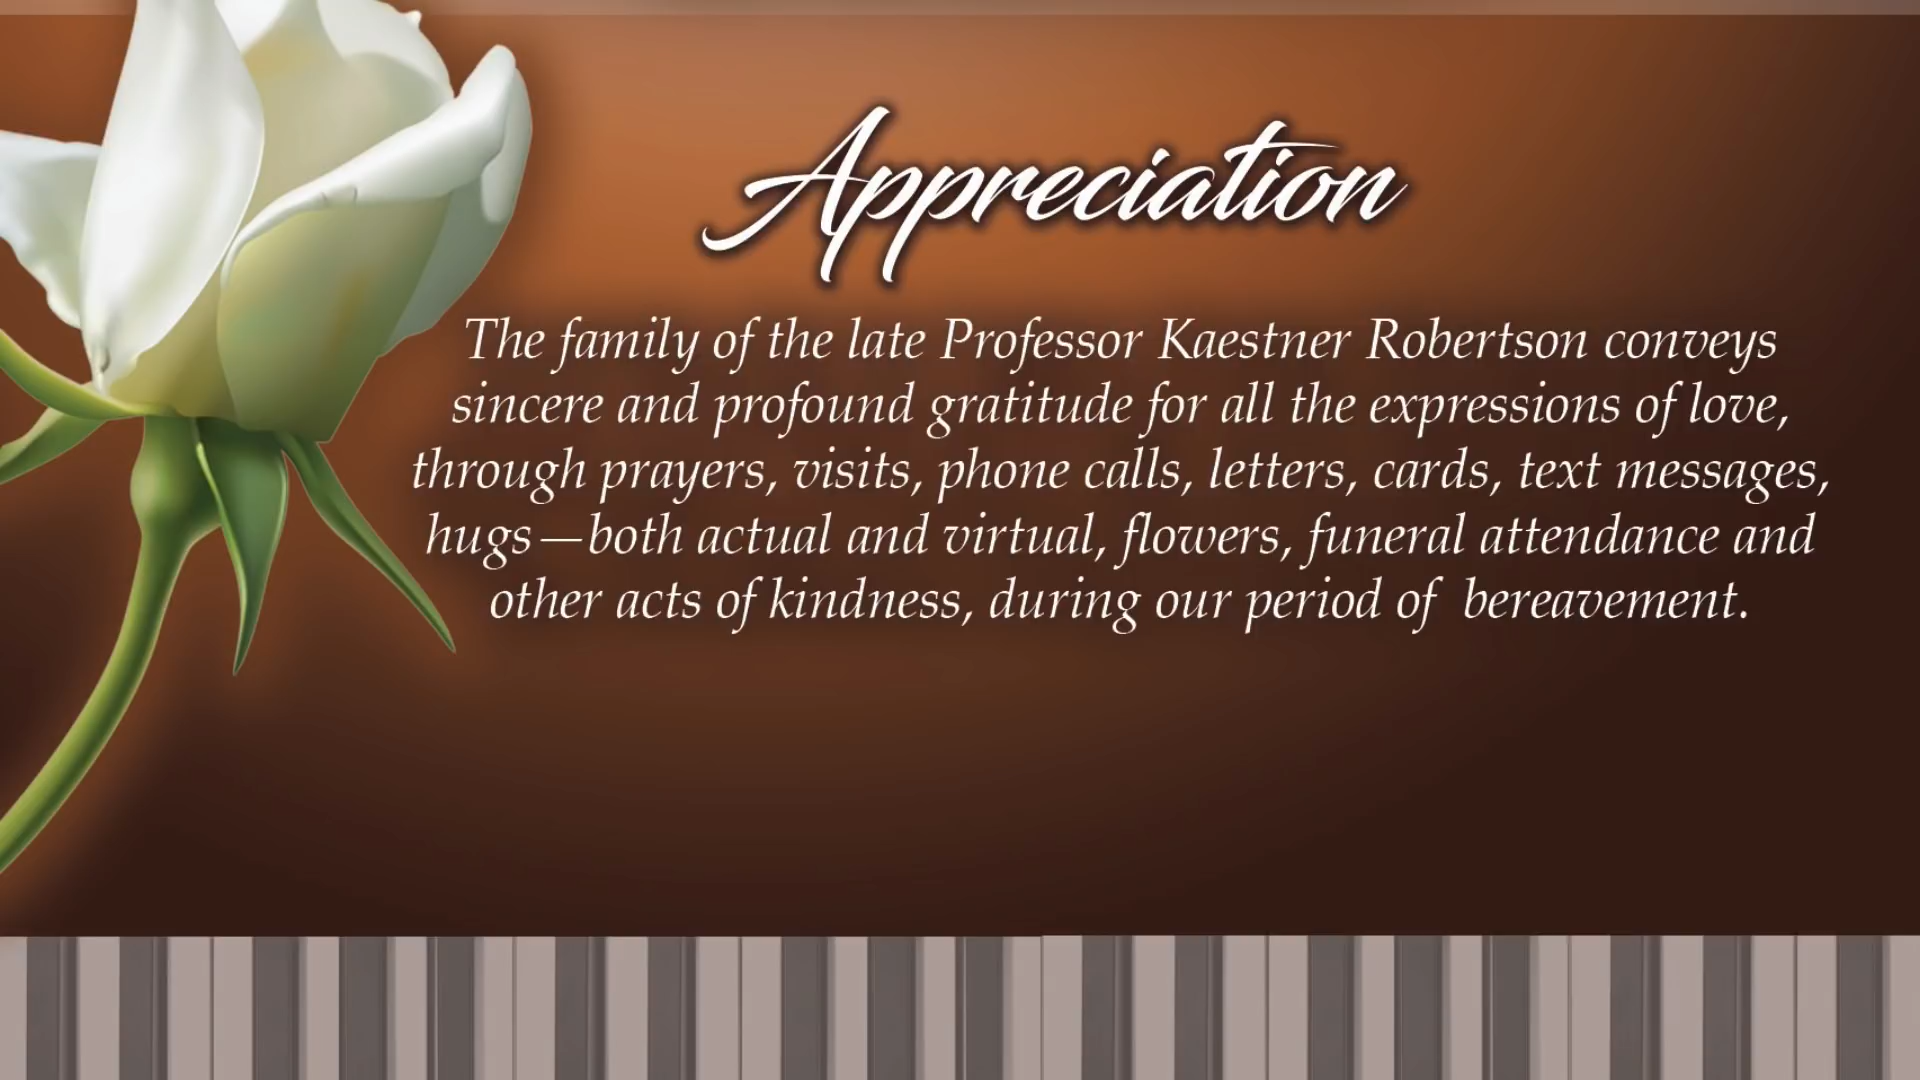 Appreciation
The family of the late Professor Kaestner Robertson conveys
sincere and profound gratitude for all the expressions of love,
through prayers, visits, phone calls, letters, cards, text messages,
hugs—both actual and virtual, flowers, funeral attendance and
other acts of kindness, during our period of bereavement.